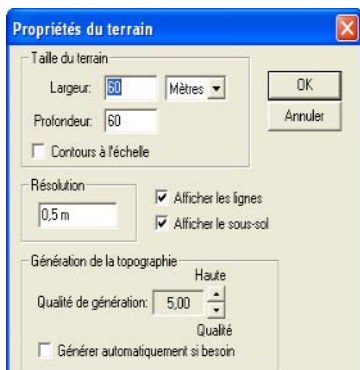 Propriétés du terrain
Taille du terrain
Largeur: 60 Mètres
OK
Profondeur: 60
Annuler
Contours à l'échelle
Résolution
0,5 m
Afficher les lignes
Afficher le sous-sol
Génération de la topographie
Haute
Qualité de génération: 5,00
Qualité
Générer automatiquement si besoin